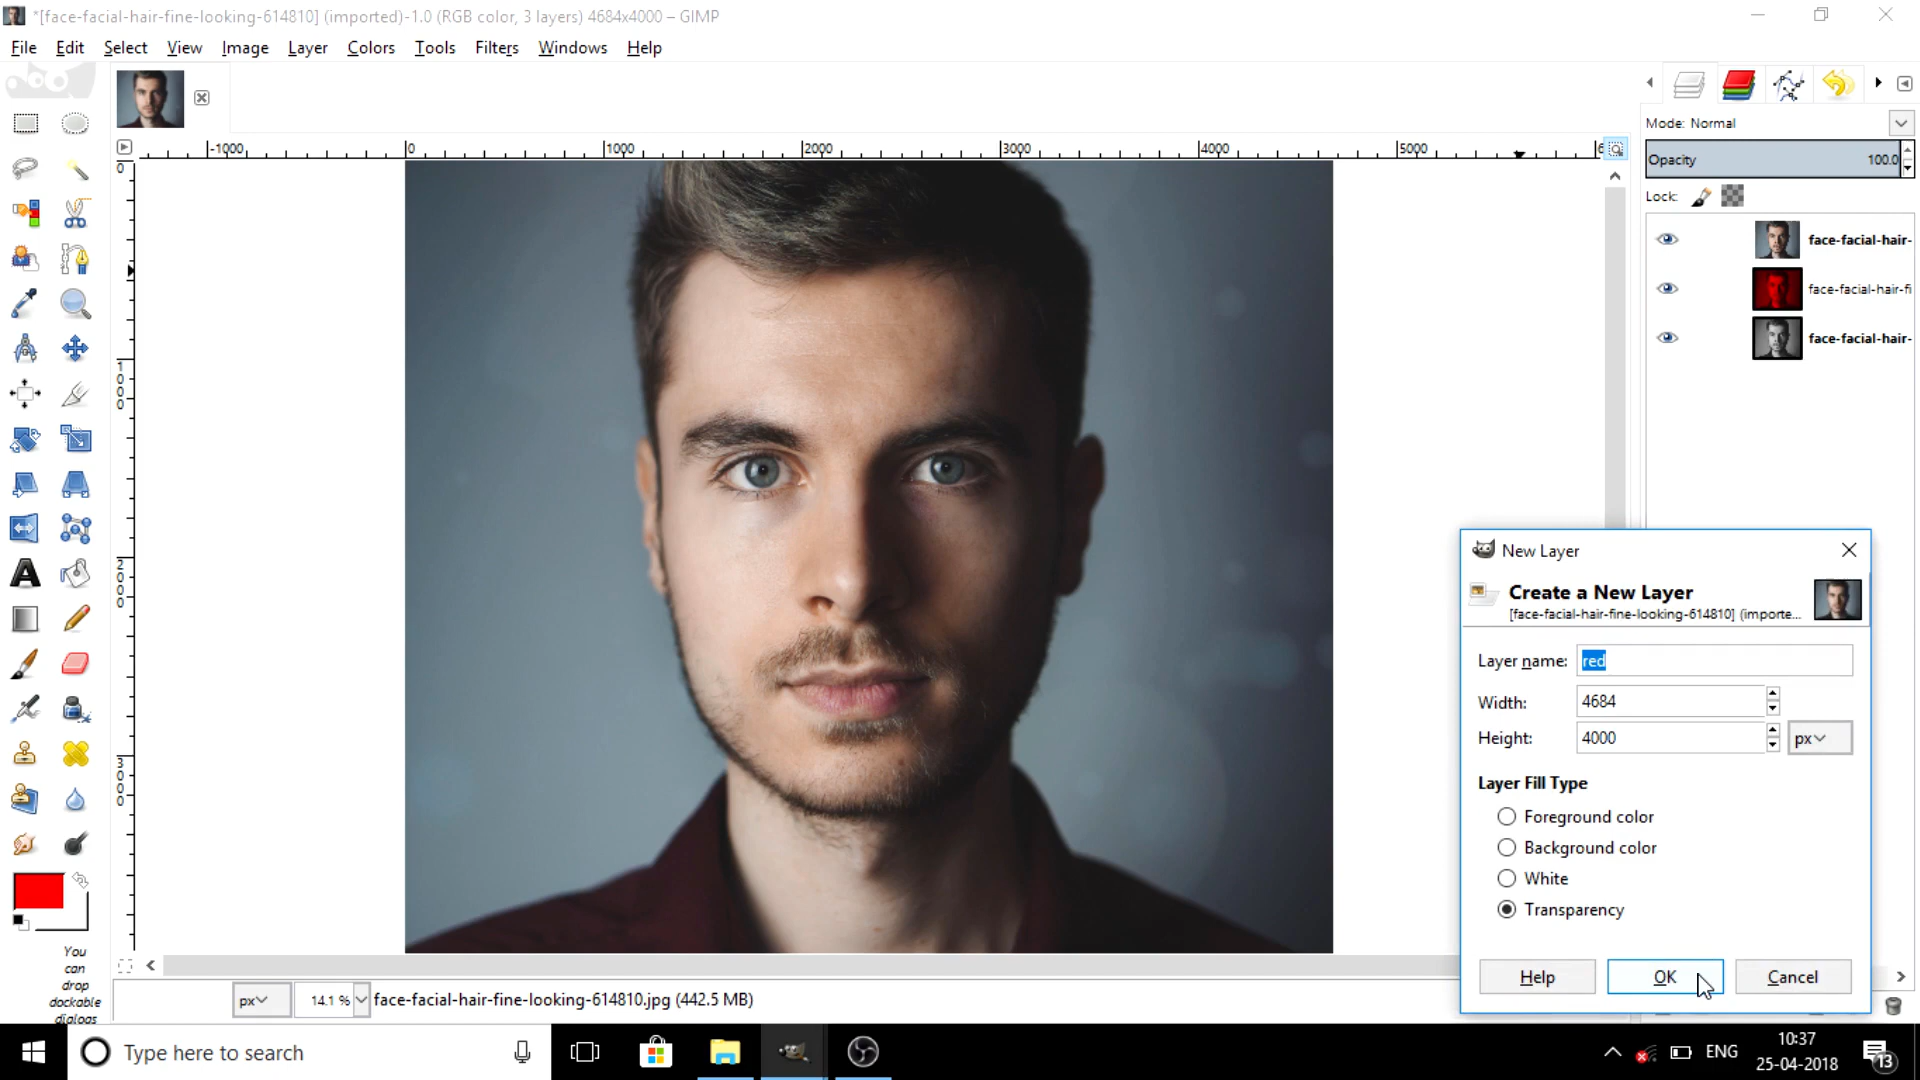 *[face-facial-hair-fine-looking-614810] (imported)-1.0 (RGB color, 3 layers) 4684x4000 – GIMP
File Edit Select View Image Layer Colors Tools Filters Windows Help
Mode: Normal
-1000 0 1000 2000 3000 4000 5000 6
Opacity 100.0
Lock:
face-facial-hair-
face-facial-hair-fi
face-facial-hair-
0
1000
2000
3000
New Layer
Create a New Layer
[face-facial-hair-fine-looking-614810] (importe...
Layer name: red
Width: 4684
Height: 4000 px
Layer Fill Type
Foreground color
Background color
White
Transparency
Help OK Cancel
You
can
drop
dockable
dialogs
px 14.1 % face-facial-hair-fine-looking-614810.jpg (442.5 MB)
Type here to search
ENG
10:37
25-04-2018
13